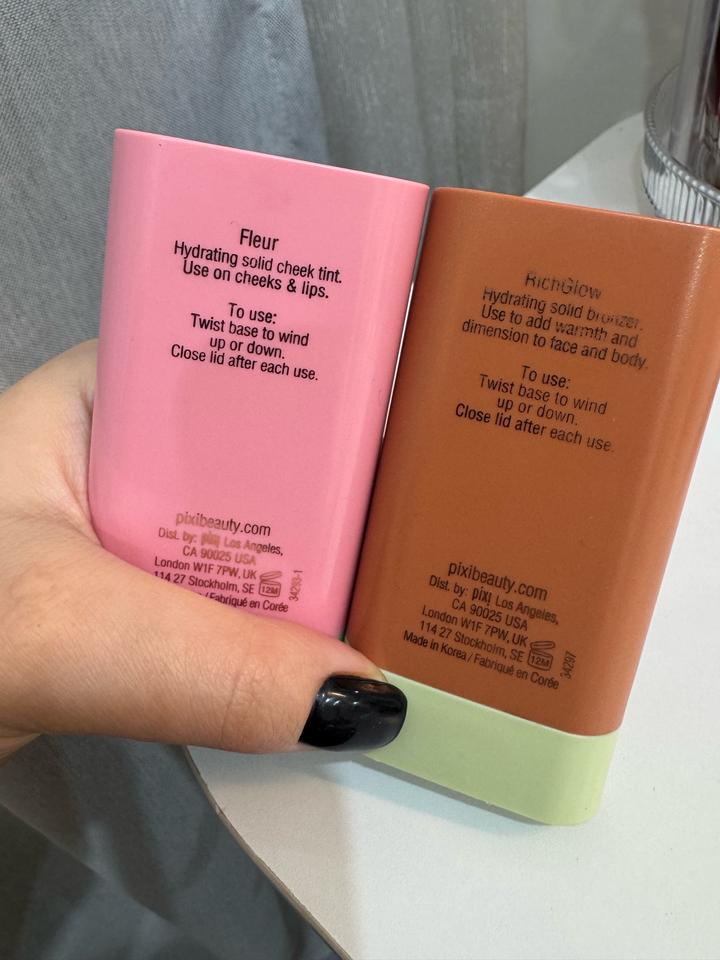 Fleur
Hydrating solid cheek tint.
Use on cheeks & lips.
To use:
Twist base to wind
up or down.
Close lid after each use.
pixibeauty.com
Dist. by: pixi Los Angeles,
CA 90025 USA
London W1F 7PW, UK
114 27 Stockholm, SE
/ Fabriqué en Corée
12M
34293-1
RichGlow
Hydrating solid bronzer.
Use to add warmth and
dimension to face and body.
To use:
Twist base to wind
up or down.
Close lid after each use.
pixibeauty.com
Dist. by: pixi Los Angeles,
CA 90025 USA
London W1F 7PW, UK
114 27 Stockholm, SE
Made in Korea / Fabriqué en Corée
12M
34297